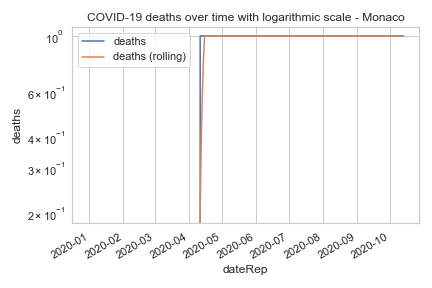 COVID-19 deaths over time with logarithmic scale - Monaco
deaths
deaths (rolling)
10⁰
6 × 10⁻¹
4 × 10⁻¹
3 × 10⁻¹
2 × 10⁻¹
deaths
2020-01
2020-02
2020-03
2020-04
2020-05
2020-06
2020-07
2020-08
2020-09
2020-10
dateRep